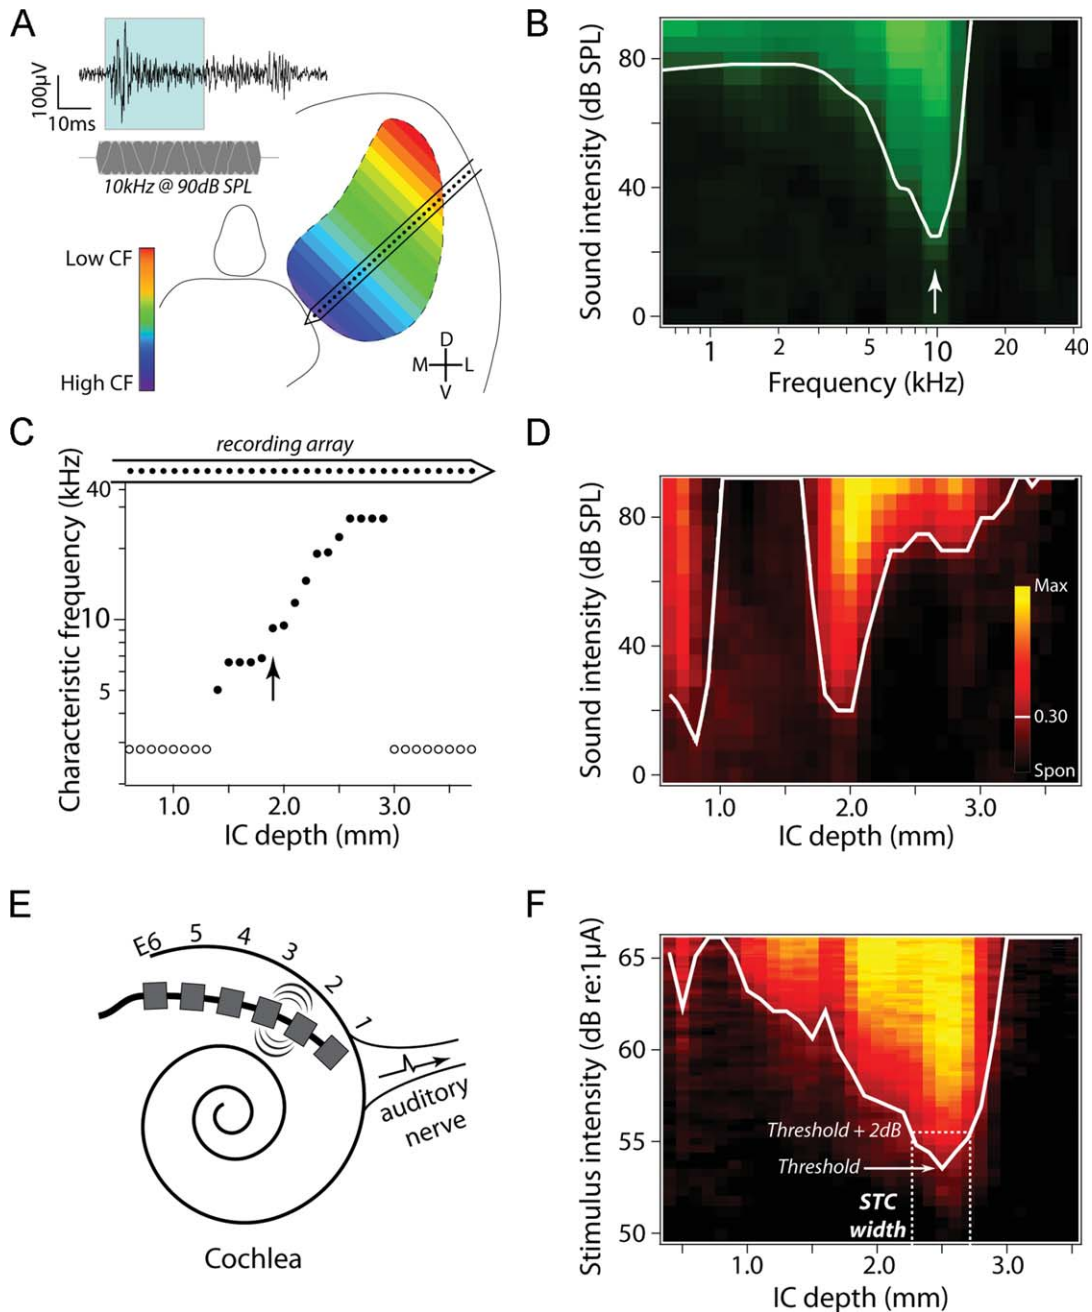 A
100µV
10ms
10kHz @ 90dB SPL
Low CF
High CF
D
M
L
V
B
Sound intensity (dB SPL)
80
40
0
1
2
5
10
20
40
Frequency (kHz)
C
recording array
Characteristic frequency (kHz)
40
10
5
1.0
2.0
3.0
IC depth (mm)
D
Sound intensity (dB SPL)
80
40
0
Max
0.30
Spon
1.0
2.0
3.0
IC depth (mm)
E
E6
5
4
3
2
1
auditory
nerve
Cochlea
F
Stimulus intensity (dB re:1µA)
65
60
55
50
Threshold + 2dB
Threshold
STC
width
1.0
2.0
3.0
IC depth (mm)